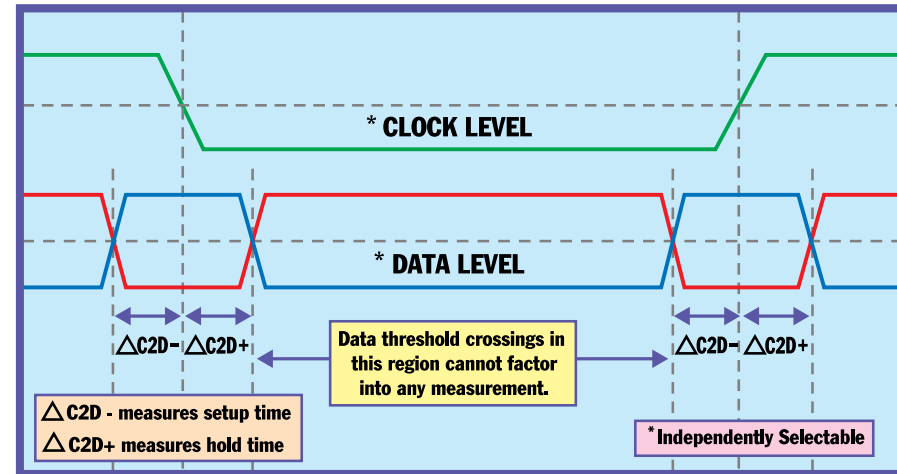 * CLOCK LEVEL
* DATA LEVEL
△C2D− △C2D+
Data threshold crossings in
this region cannot factor
into any measurement.
△C2D− △C2D+
△ C2D - measures setup time
△ C2D+ measures hold time
* Independently Selectable